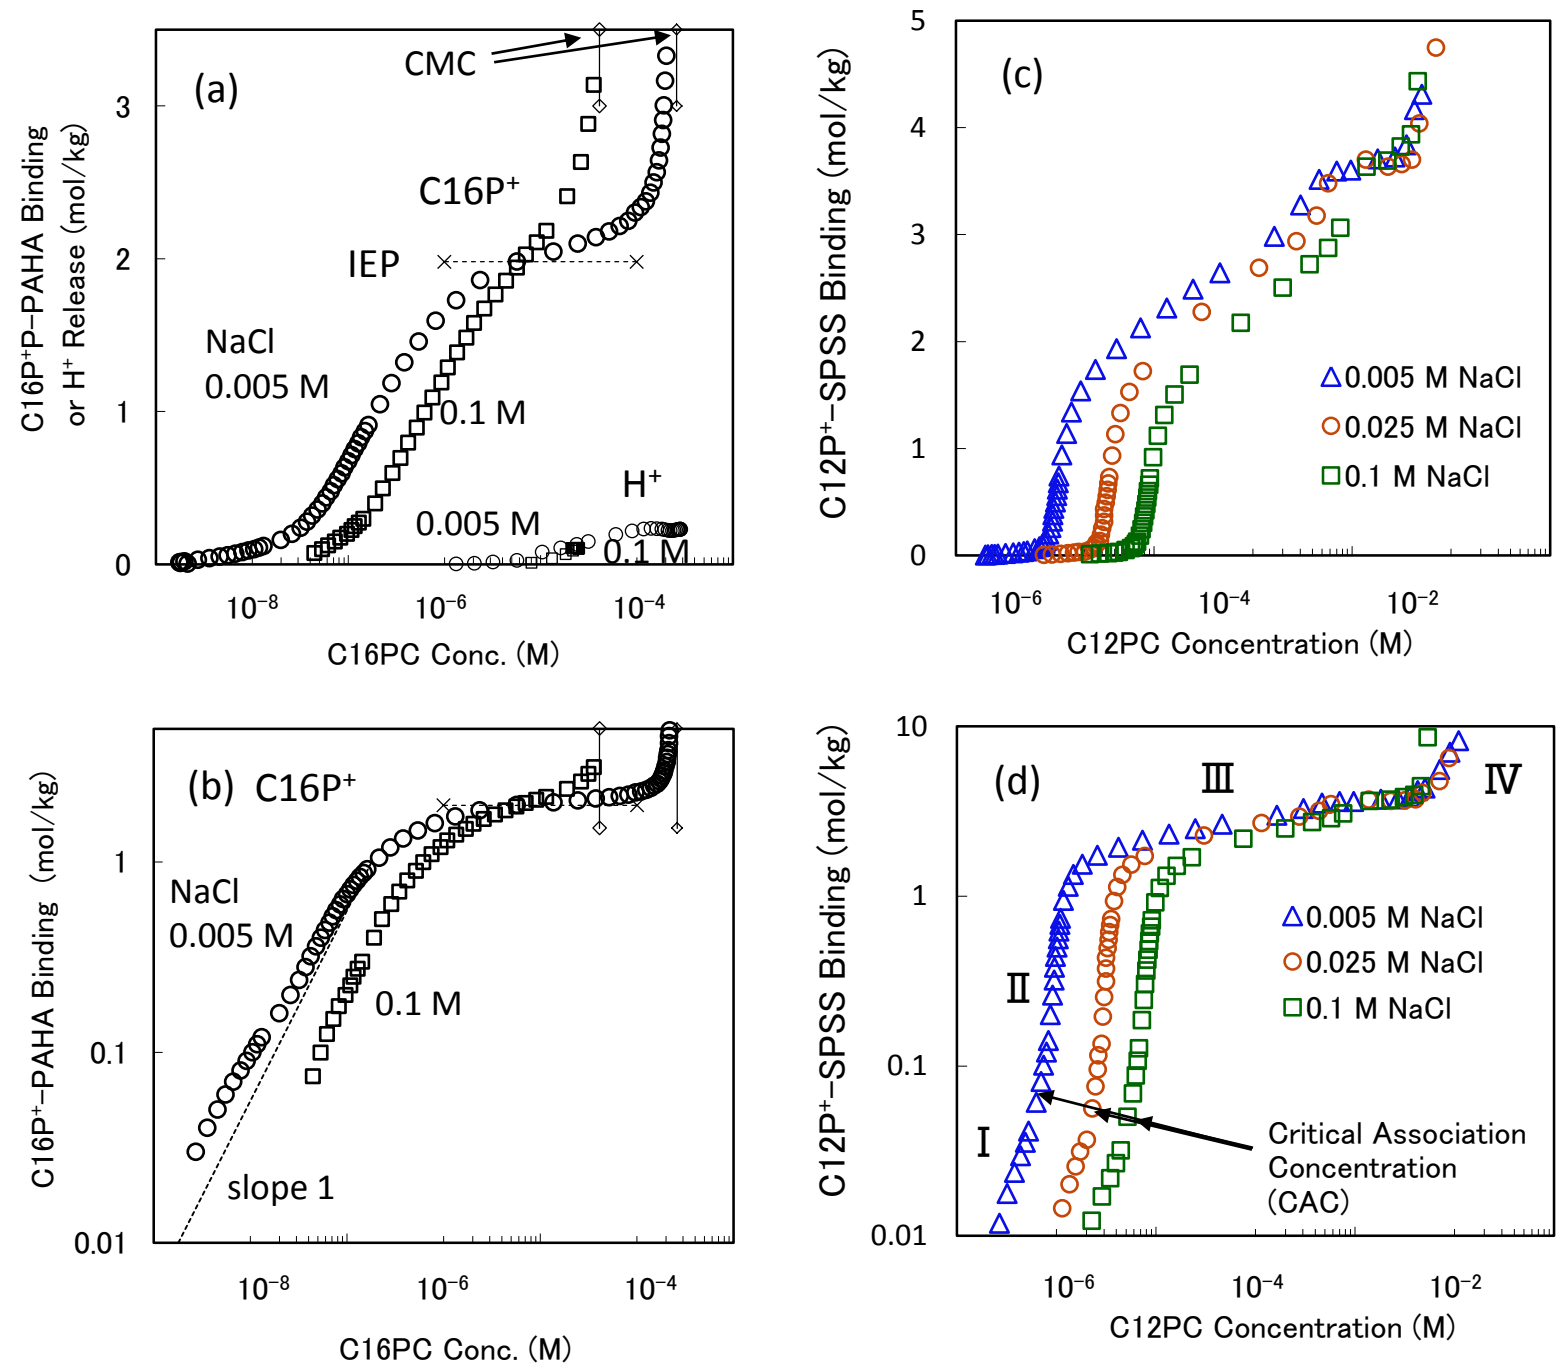 (a)
CMC
C16P⁺P−PAHA Binding
or H⁺ Release (mol/kg)
3
2
1
0
C16P⁺
IEP
NaCl
0.005 M
0.1 M
H⁺
0.005 M
0.1 M
10⁻⁸
10⁻⁶
10⁻⁴
C16PC Conc. (M)
(c)
C12P⁺−SPSS Binding (mol/kg)
5
4
3
2
1
0
0.005 M NaCl
0.025 M NaCl
0.1 M NaCl
10⁻⁶
10⁻⁴
10⁻²
C12PC Concentration (M)
(b)
C16P⁺
C16P⁺−PAHA Binding (mol/kg)
1
0.1
0.01
NaCl
0.005 M
0.1 M
slope 1
10⁻⁸
10⁻⁶
10⁻⁴
C16PC Conc. (M)
(d)
C12P⁺−SPSS Binding (mol/kg)
10
1
0.1
0.01
Ⅲ
Ⅳ
Ⅱ
Ⅰ
0.005 M NaCl
0.025 M NaCl
0.1 M NaCl
Critical Association
Concentration
(CAC)
10⁻⁶
10⁻⁴
10⁻²
C12PC Concentration (M)